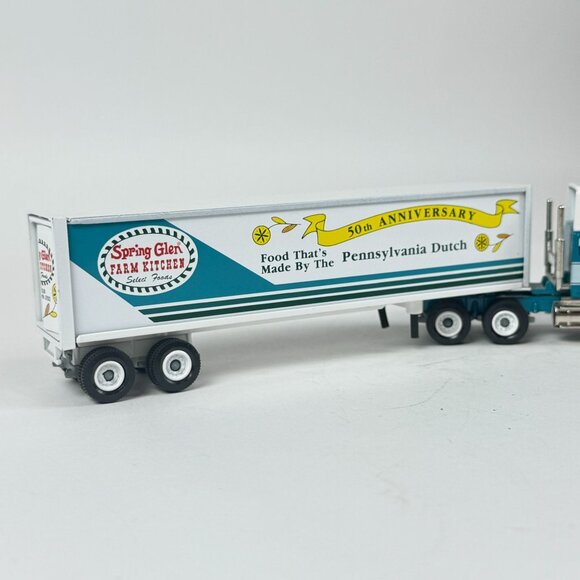 Spring Glen
FARM KITCHEN
Select Foods
50th ANNIVERSARY
Food That's
Made By The Pennsylvania Dutch